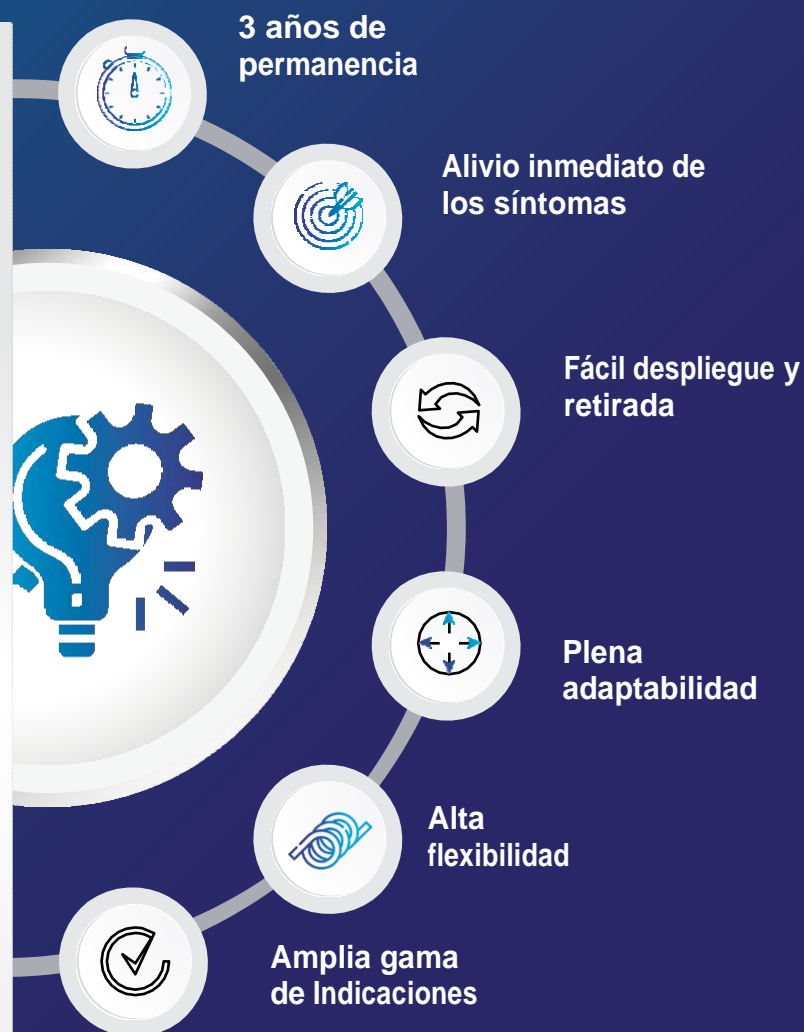 3 años de
permanencia
Alivio inmediato de
los síntomas
Fácil despliegue y
retirada
Plena
adaptabilidad
Alta
flexibilidad
Amplia gama
de Indicaciones